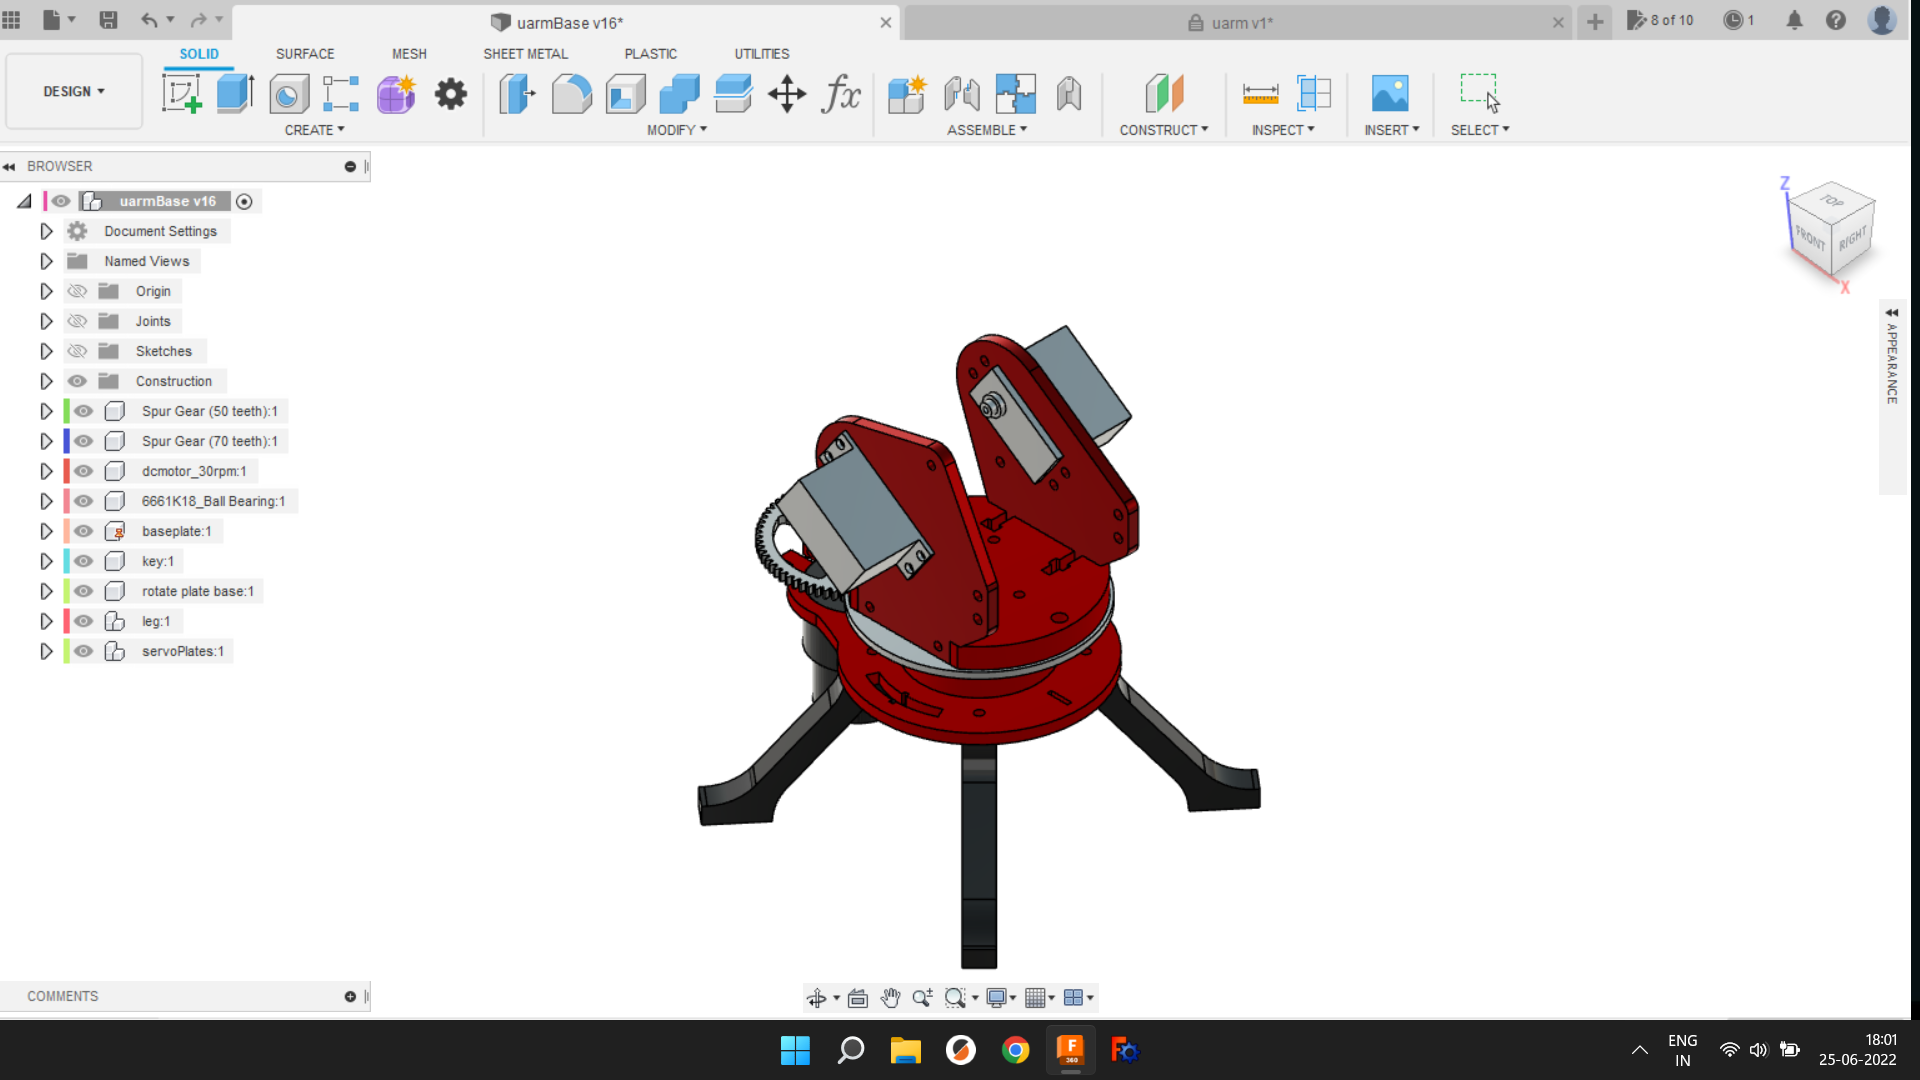 uarmBase v16*
uarm v1*
8 of 10
1
SOLID
SURFACE
MESH
SHEET METAL
PLASTIC
UTILITIES
DESIGN
fx
CREATE
MODIFY
ASSEMBLE
CONSTRUCT
INSPECT
INSERT
SELECT
BROWSER
uarmBase v16
Document Settings
Named Views
Origin
Joints
Sketches
Construction
Spur Gear (50 teeth):1
Spur Gear (70 teeth):1
dcmotor_30rpm:1
6661K18_Ball Bearing:1
baseplate:1
key:1
rotate plate base:1
leg:1
servoPlates:1
Z
TOP
FRONT
RIGHT
X
APPEARANCE
COMMENTS
F
360
F
ENG
IN
18:01
25-06-2022